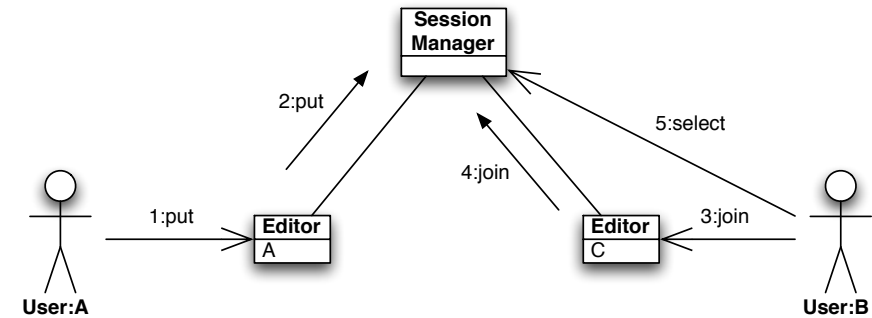 Session
Manager
2:put
5:select
4:join
1:put
Editor
A
Editor
C
3:join
User:A
User:B